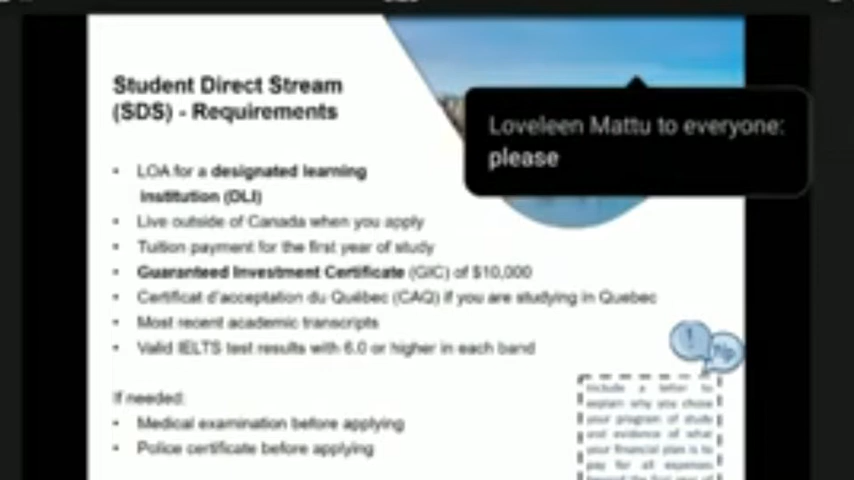 Student Direct Stream
(SDS) - Requirements
Loveleen Mattu to everyone:
please
• LOA for a designated learning
institution (DLI)
• Live outside of Canada when you apply
• Tuition payment for the first year of study
• Guaranteed Investment Certificate (GIC) of $10,000
• Certificat d'acceptation du Québec (CAQ) if you are studying in Quebec
• Most recent academic transcripts
• Valid IELTS test results with 6.0 or higher in each band
If needed:
• Medical examination before applying
• Police certificate before applying
!
Tip
Include a letter to
explain why you chose
your program of study
and evidence of what
your financial plan is to
pay for all expenses
beyond the first year of